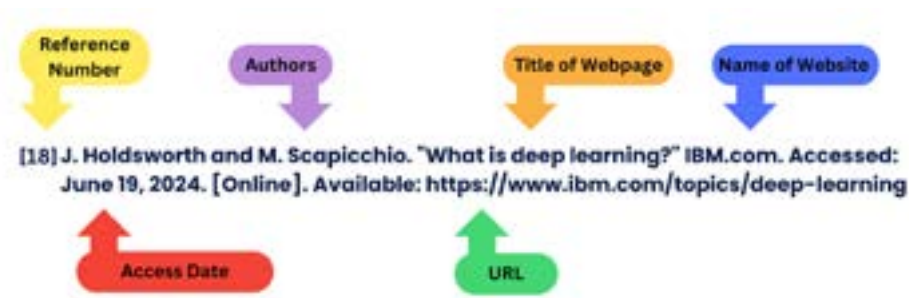 Reference
Number
Authors
Title of Webpage
Name of Website
[18] J. Holdsworth and M. Scapicchio. "What is deep learning?" IBM.com. Accessed:
June 19, 2024. [Online]. Available: https://www.ibm.com/topics/deep-learning
Access Date
URL